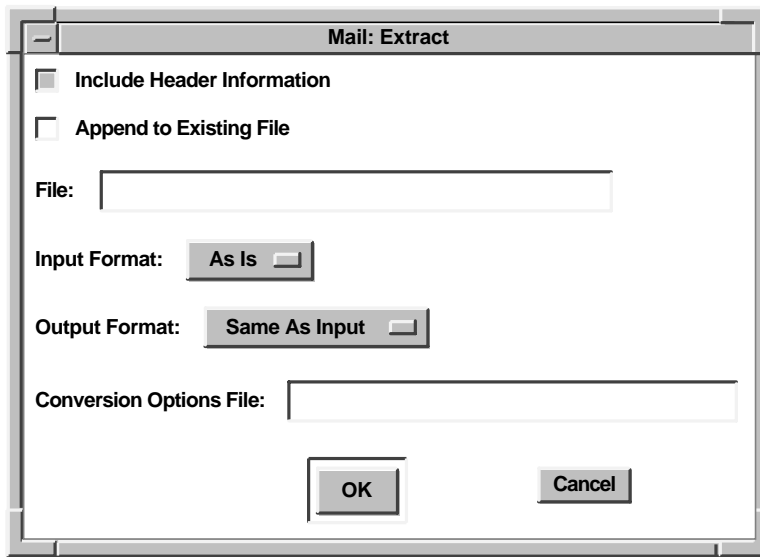 Mail: Extract
Include Header Information
Append to Existing File
File:
Input Format: As Is
Output Format: Same As Input
Conversion Options File:
OK Cancel